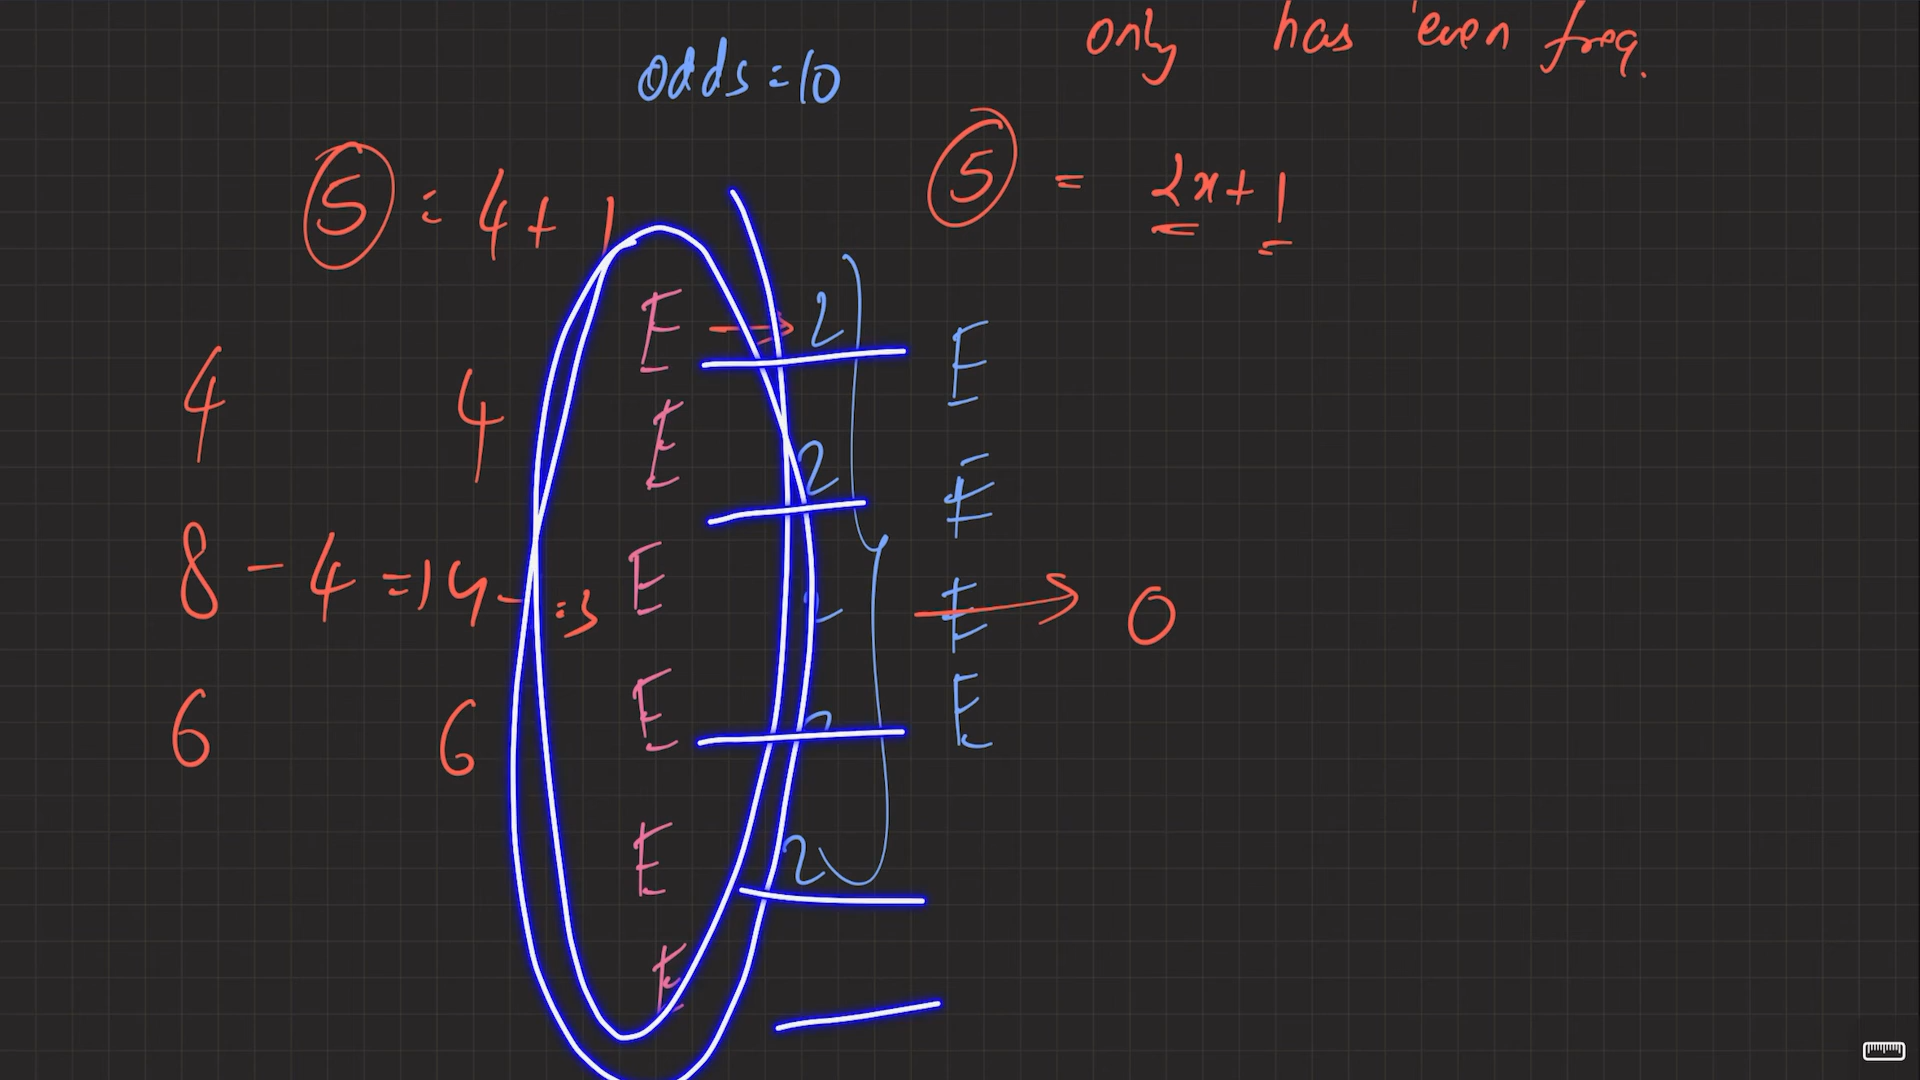 only has even freq.
odds = 10
5 = 4 + 1
5 = 2x + 1
E → 2
E
4 4
E 2
E
8 - 4 = 14 - = 3
E
E → 0
6 6
E 2
E
E 2
E